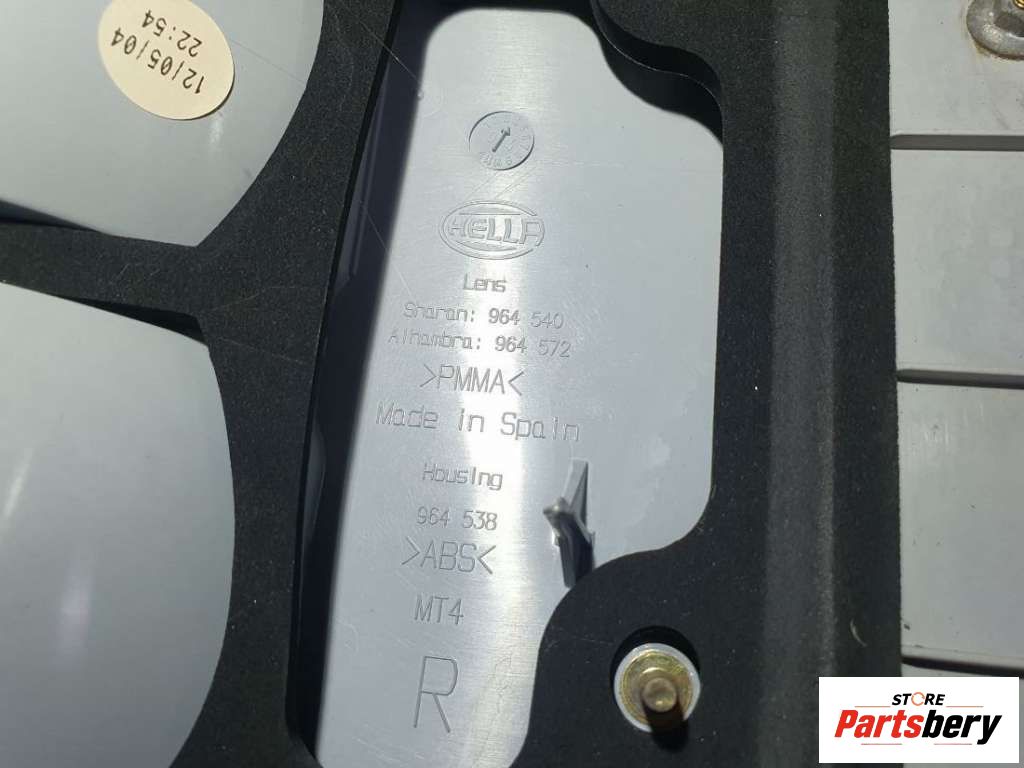 12/05/04
22:54
HELLA
Lens
Sharan: 964 540
Alhambra: 964 572
>PMMA<
Made in Spain
Housing
964 538
>ABS<
MT4
R
STORE
Partsbery